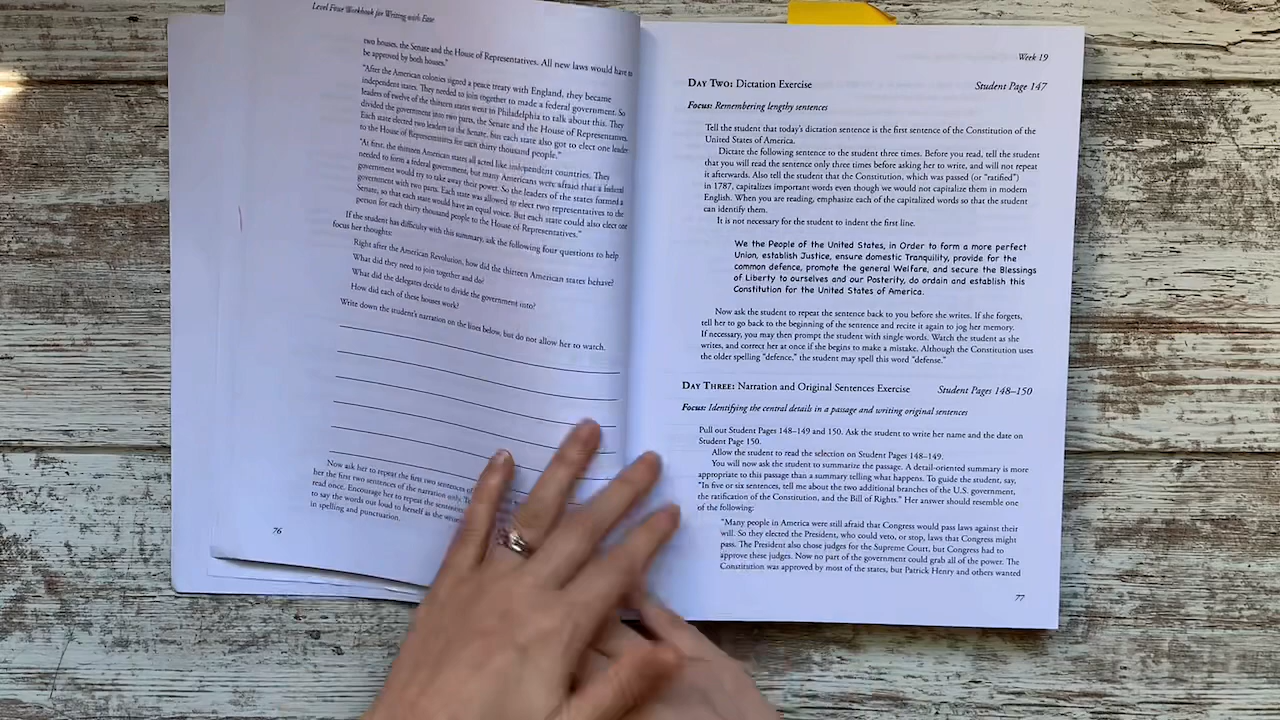 Level Four Workbook for Writing with Ease
two houses, the Senate and the House of Representatives. All new laws would have to
be approved by both houses."
"After the American colonies signed a peace treaty with England, they became
independent states. They needed to join together to made a federal government. So
leaders of twelve of the thirteen states went to Philadelphia to talk about this. They
divided the government into two parts, the Senate and the House of Representatives.
Each state elected two leaders to the Senate, but each state also got to elect one leader
to the House of Representatives for each thirty thousand people."
"At first, the thirteen American states all acted like independent countries. They
needed to form a federal government, but many Americans were afraid that a federal
government would try to take away their power. So the leaders of the states formed a
government with two parts. Each state was allowed to elect two representatives to the
Senate, so that each state would have an equal voice. But each state could also elect one
person for each thirty thousand people to the House of Representatives."
If the student has difficulty with this summary, ask the following four questions to help
focus her thoughts:
Right after the American Revolution, how did the thirteen American states behave?
What did they need to join together and do?
What did the delegates decide to divide the government into?
How did each of these houses work?
Write down the student's narration on the lines below, but do not allow her to watch.
Now ask her to repeat the first two sentences of
her the first two sentences of the narration only.
read once. Encourage her to repeat the sentences
to say the words out loud to herself as she
in spelling and punctuation.
76
Week 19
DAY TWO: Dictation Exercise Student Page 147
Focus: Remembering lengthy sentences
Tell the student that today's dictation sentence is the first sentence of the Constitution of the
United States of America.
Dictate the following sentence to the student three times. Before you read, tell the student
that you will read the sentence only three times before asking her to write, and will not repeat
it afterwards. Also tell the student that the Constitution, which was passed (or "ratified")
in 1787, capitalizes important words even though we would not capitalize them in modern
English. When you are reading, emphasize each of the capitalized words so that the student
can identify them.
It is not necessary for the student to indent the first line.
We the People of the United States, in Order to form a more perfect
Union, establish Justice, ensure domestic Tranquility, provide for the
common defence, promote the general Welfare, and secure the Blessings
of Liberty to ourselves and our Posterity, do ordain and establish this
Constitution for the United States of America.
Now ask the student to repeat the sentence back to you before she writes. If she forgets,
tell her to go back to the beginning of the sentence and recite it again to jog her memory.
If necessary, you may then prompt the student with single words. Watch the student as she
writes, and correct her at once if she begins to make a mistake. Although the Constitution uses
the older spelling "defence," the student may spell this word "defense."
DAY THREE: Narration and Original Sentences Exercise Student Pages 148–150
Focus: Identifying the central details in a passage and writing original sentences
Pull out Student Pages 148–149 and 150. Ask the student to write her name and the date on
Student Page 150.
Allow the student to read the selection on Student Pages 148–149.
You will now ask the student to summarize the passage. A detail-oriented summary is more
appropriate to this passage than a summary telling what happens. To guide the student, say,
"In five or six sentences, tell me about the two additional branches of the U.S. government,
the ratification of the Constitution, and the Bill of Rights." Her answer should resemble one
of the following:
"Many people in America were still afraid that Congress would pass laws against their
will. So they elected the President, who could veto, or stop, laws that Congress might
pass. The President also chose judges for the Supreme Court, but Congress had to
approve these judges. Now no part of the government could grab all of the power. The
Constitution was approved by most of the states, but Patrick Henry and others wanted
77